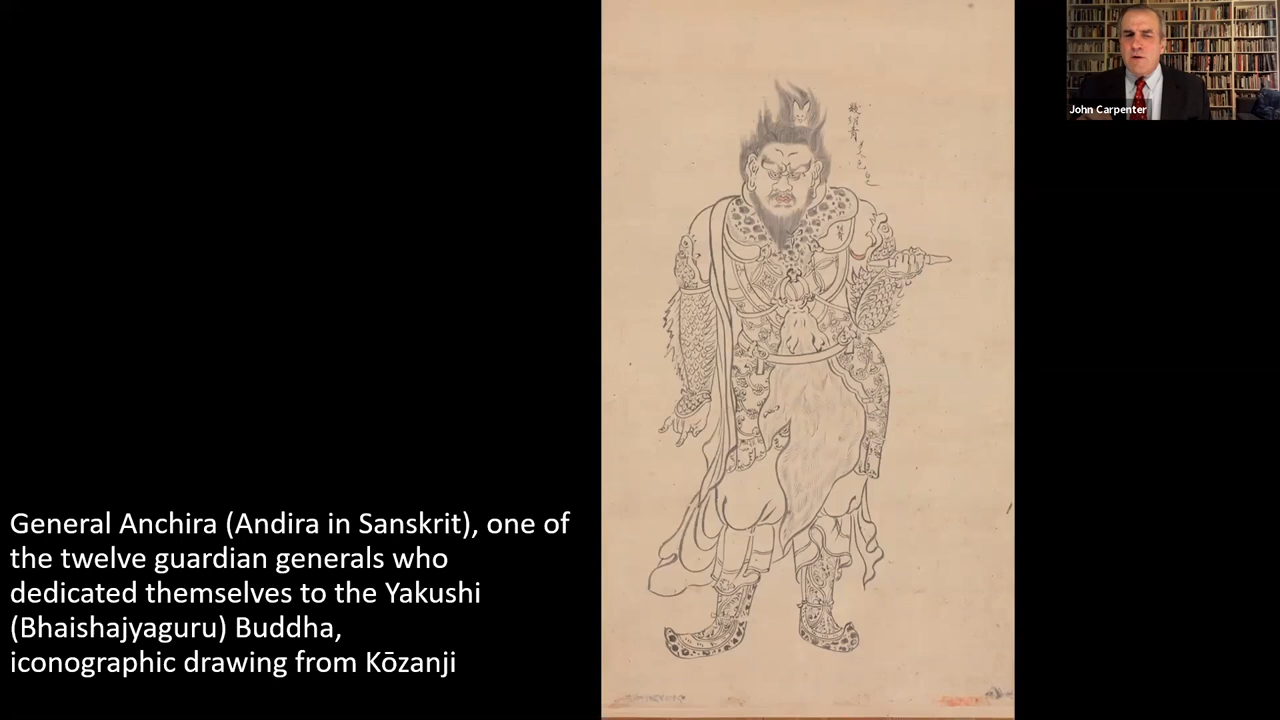 John Carpenter
General Anchira (Andira in Sanskrit), one of
the twelve guardian generals who
dedicated themselves to the Yakushi
(Bhaishajyaguru) Buddha,
iconographic drawing from Kōzanji